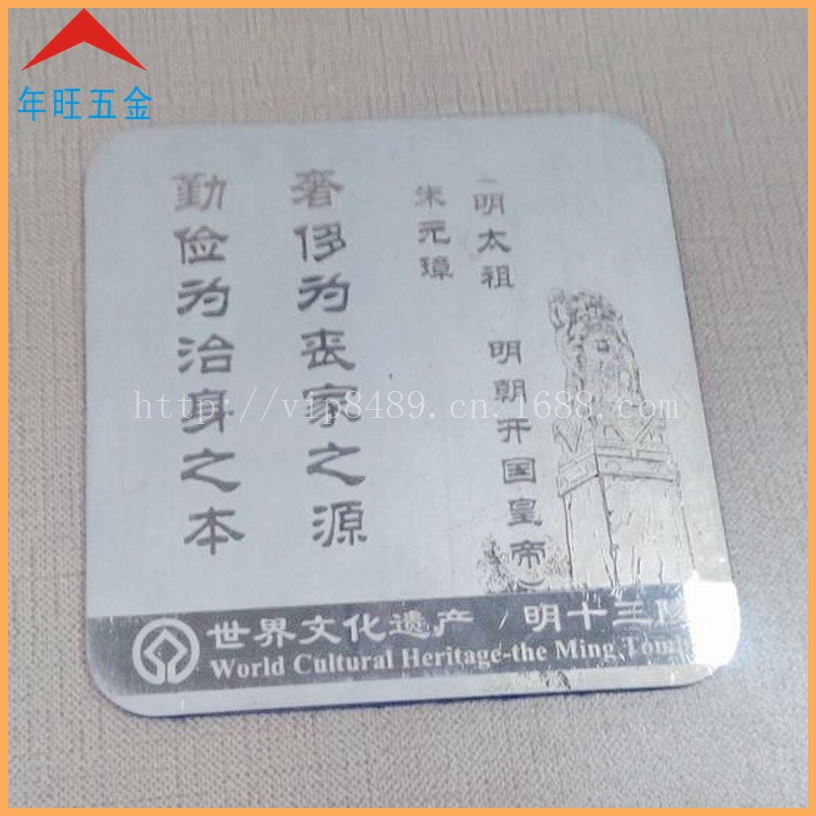 年旺五金
(明太祖 明朝开国皇帝)
朱元璋
奢侈为丧家之源
勤俭为治身之本
http://vip8489.cn.1688.com
世界文化遗产 / 明十三陵
World Cultural Heritage-the Ming Tombs